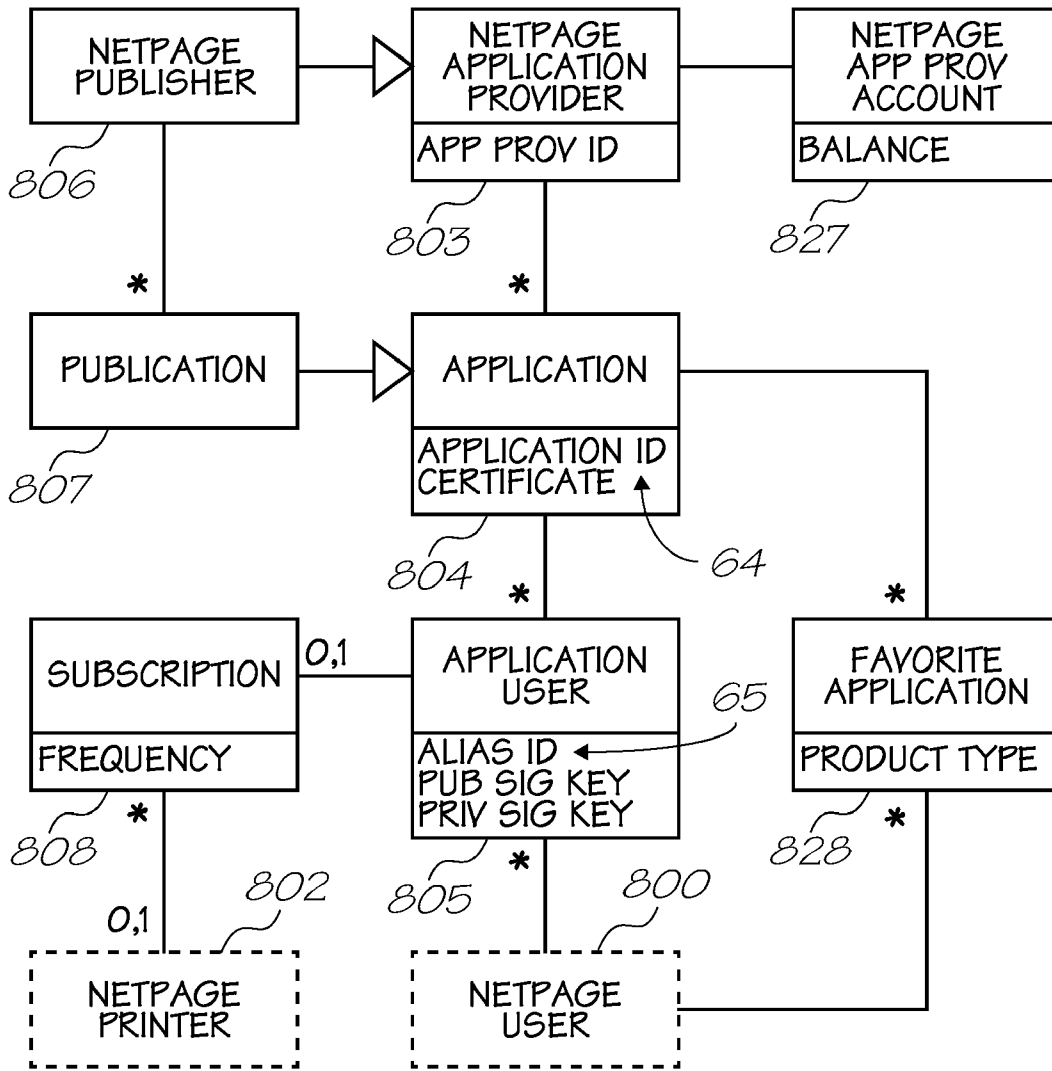 NETPAGE
PUBLISHER
NETPAGE
APPLICATION
PROVIDER
APP PROV ID
NETPAGE
APP PROV
ACCOUNT
BALANCE
806
803
827
*
*
PUBLICATION
APPLICATION
APPLICATION ID
CERTIFICATE
807
804
64
*
*
SUBSCRIPTION
FREQUENCY
0,1
APPLICATION
USER
ALIAS ID
PUB SIG KEY
PRIV SIG KEY
65
FAVORITE
APPLICATION
PRODUCT TYPE
*
808
*
805
*
828
802
800
0,1
NETPAGE
PRINTER
NETPAGE
USER